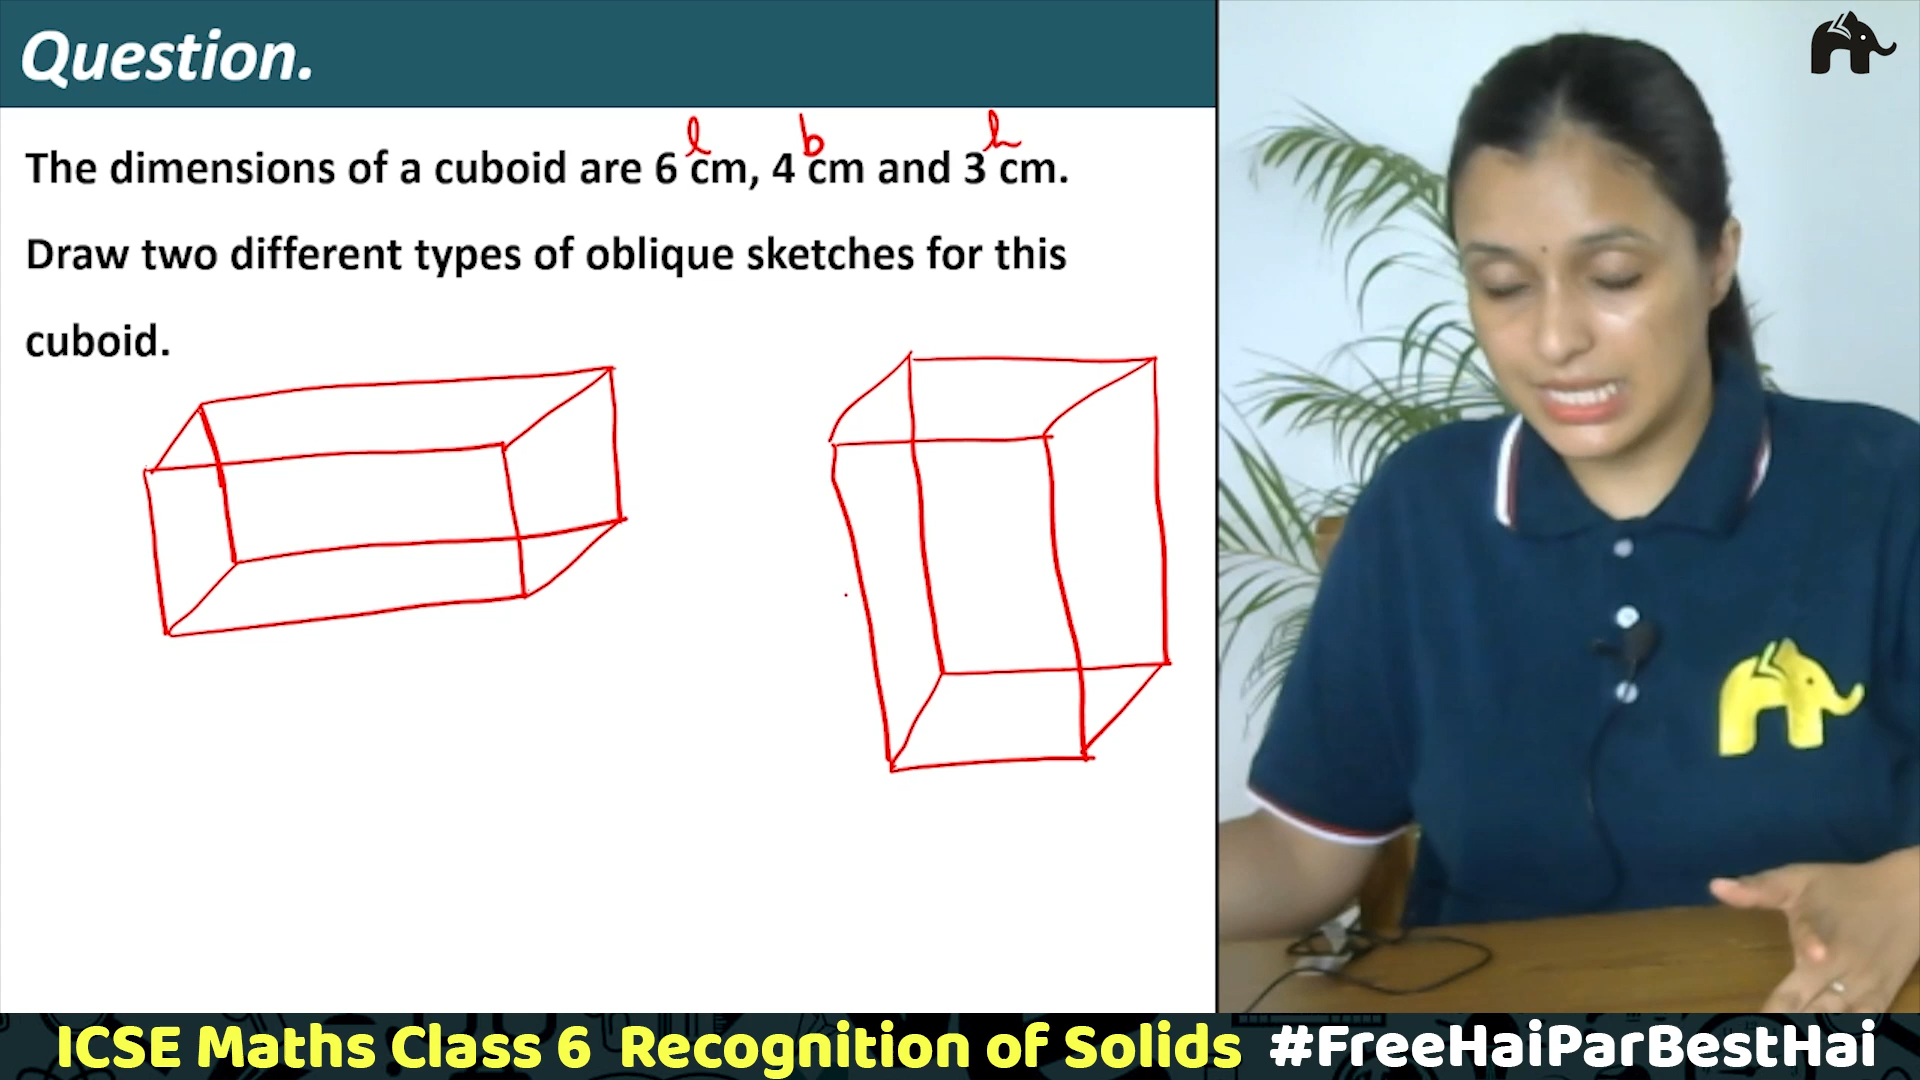 Question.
l b h
The dimensions of a cuboid are 6 cm, 4 cm and 3 cm.
Draw two different types of oblique sketches for this
cuboid.
ICSE Maths Class 6 Recognition of Solids #FreeHaiParBestHai